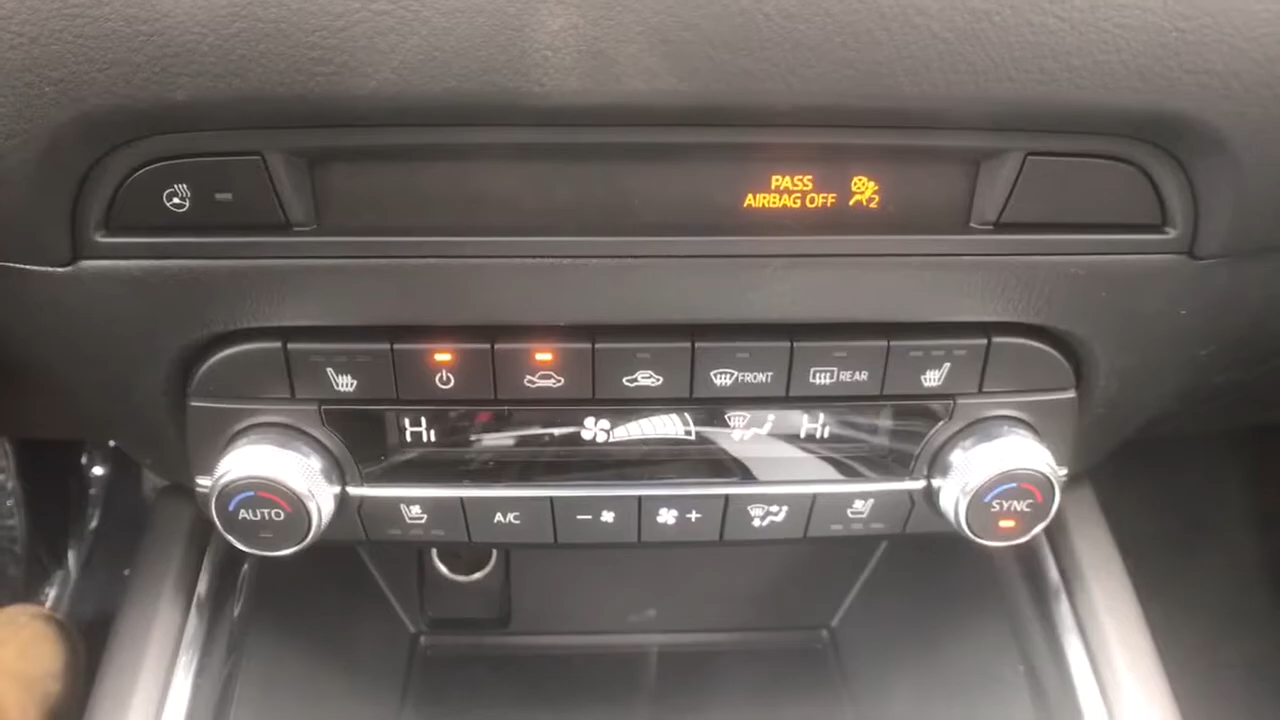 PASS
AIRBAG OFF
2
FRONT
REAR
Hi
Hi
AUTO
A/C
SYNC